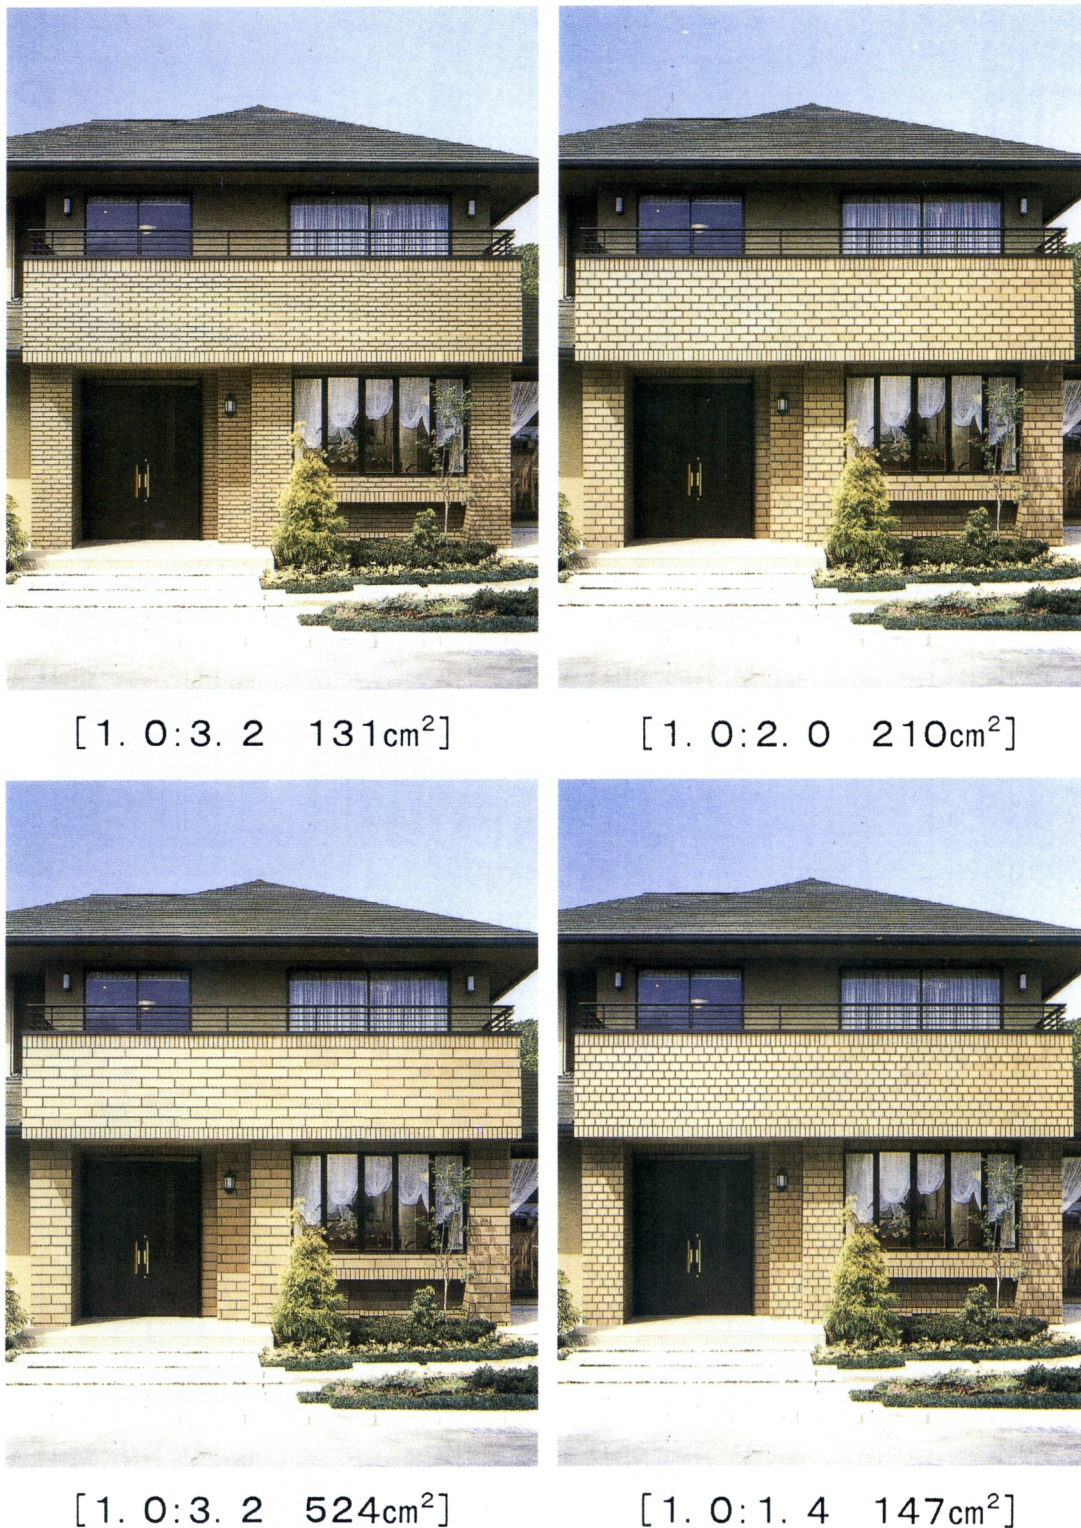 [1. 0:3. 2 131cm²]
[1. 0:2. 0 210cm²]
[1. 0:3. 2 524cm²]
[1. 0:1. 4 147cm²]